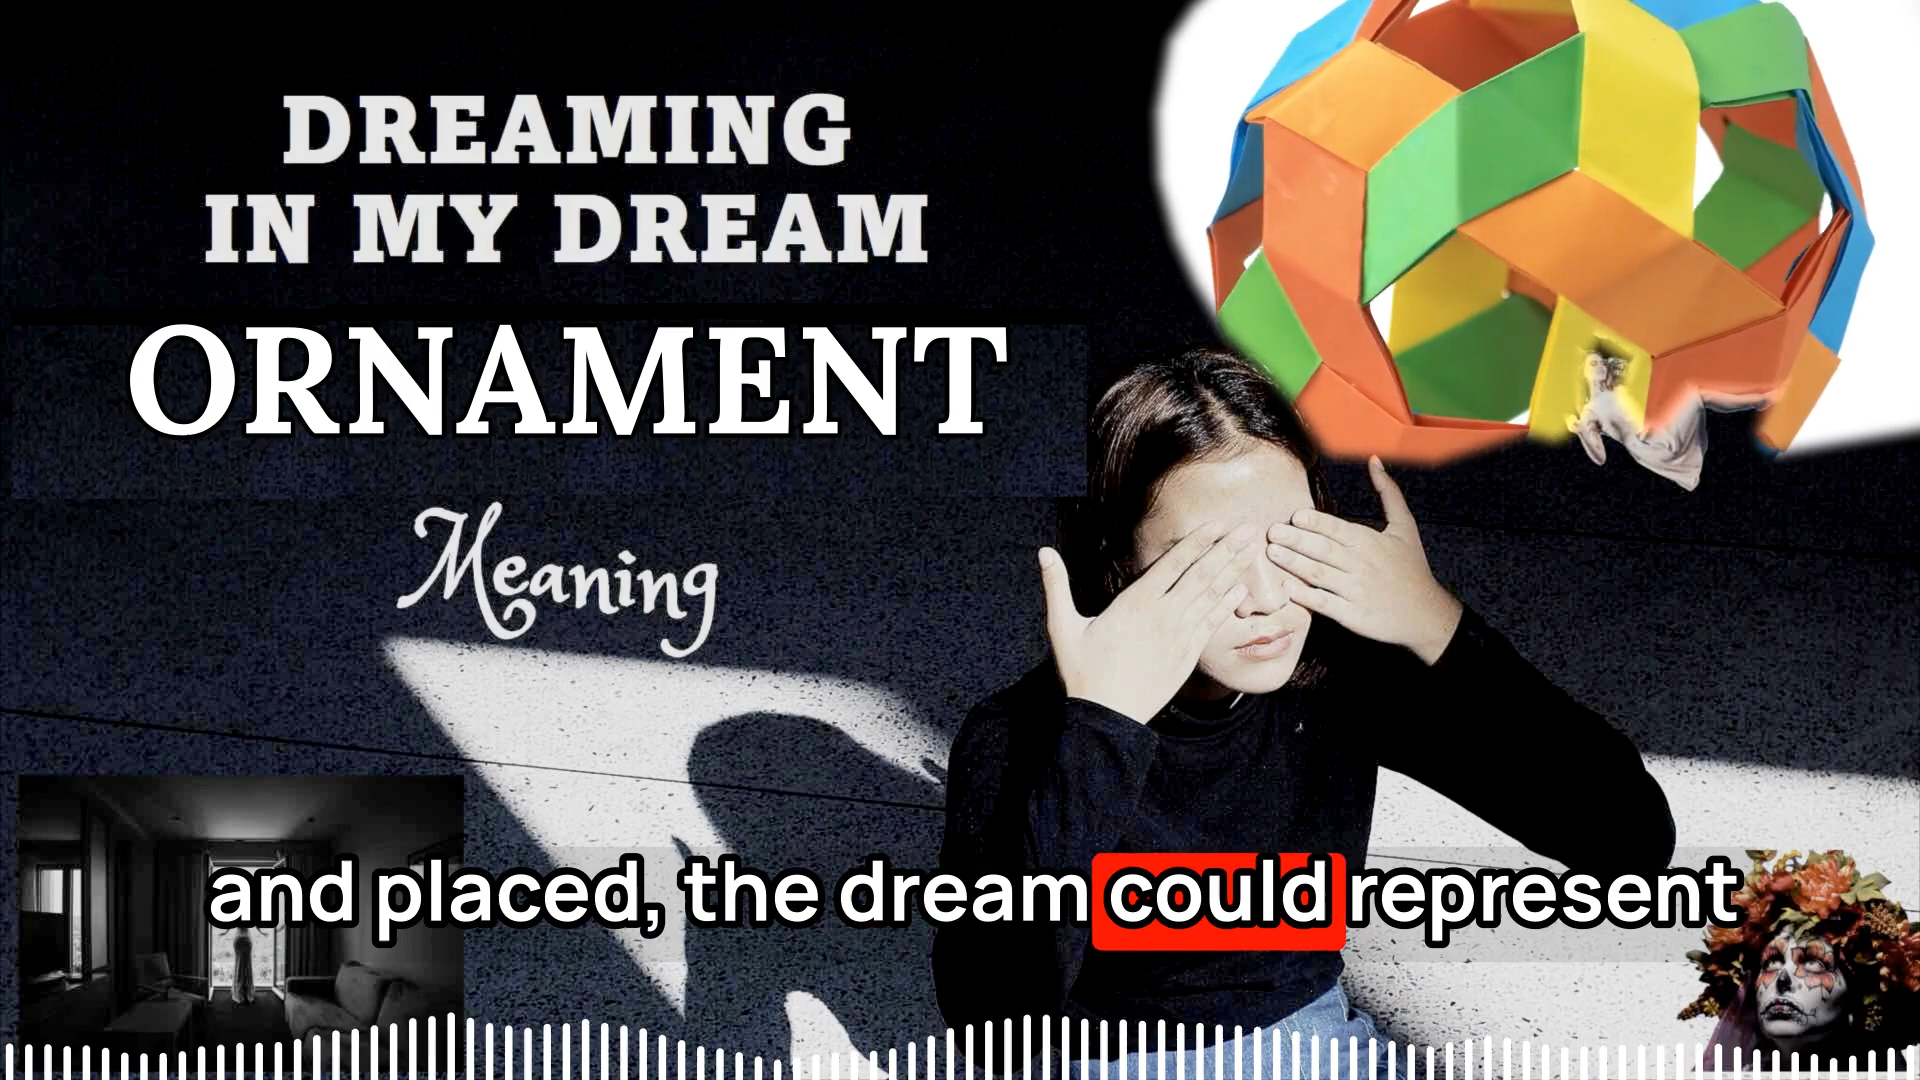 DREAMING
IN MY DREAM
ORNAMENT
Meaning
and placed, the dream could represent